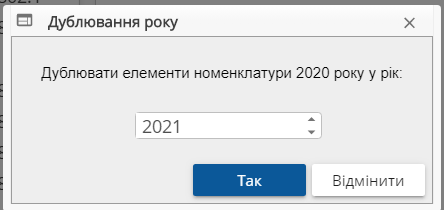 Дублювання року
Дублювати елементи номенклатури 2020 року у рік:
2021
Так
Відмінити